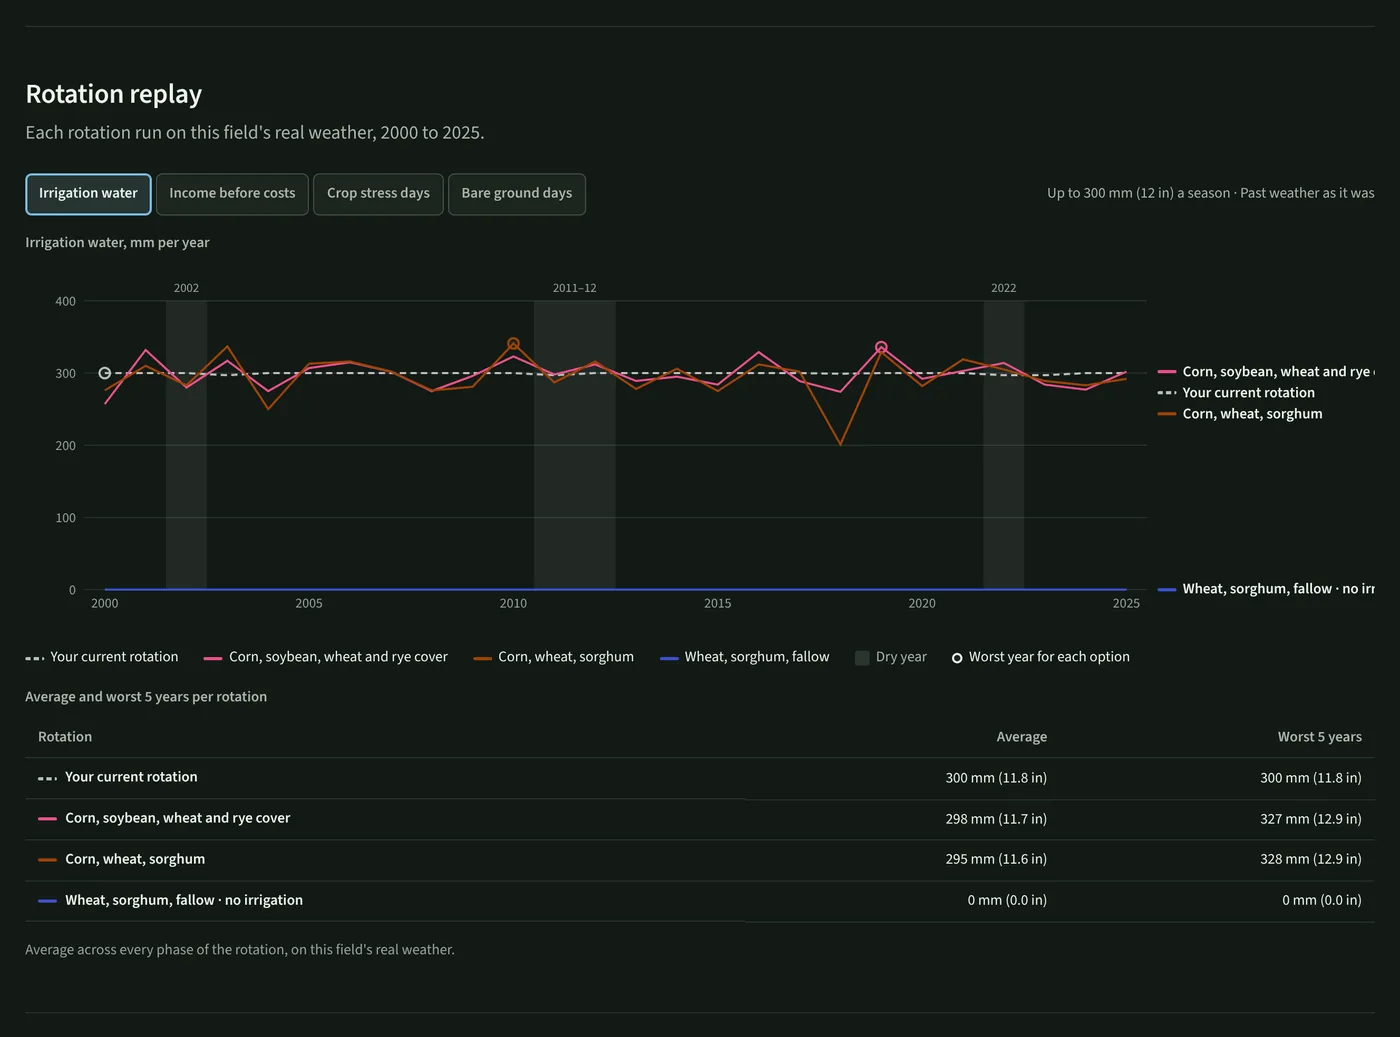 Rotation replay
Each rotation run on this field's real weather, 2000 to 2025.
Irrigation water
Income before costs
Crop stress days
Bare ground days
Up to 300 mm (12 in) a season · Past weather as it was
Irrigation water, mm per year
2002
2011–12
2022
400
300
200
100
0
2000
2005
2010
2015
2020
2025
Corn, soybean, wheat and rye
Your current rotation
Corn, wheat, sorghum
Wheat, sorghum, fallow · no
Your current rotation
Corn, soybean, wheat and rye cover
Corn, wheat, sorghum
Wheat, sorghum, fallow
Dry year
Worst year for each option
Average and worst 5 years per rotation
Rotation Average Worst 5 years
Your current rotation 300 mm (11.8 in) 300 mm (11.8 in)
Corn, soybean, wheat and rye cover 298 mm (11.7 in) 327 mm (12.9 in)
Corn, wheat, sorghum 295 mm (11.6 in) 328 mm (12.9 in)
Wheat, sorghum, fallow · no irrigation 0 mm (0.0 in) 0 mm (0.0 in)
Average across every phase of the rotation, on this field's real weather.